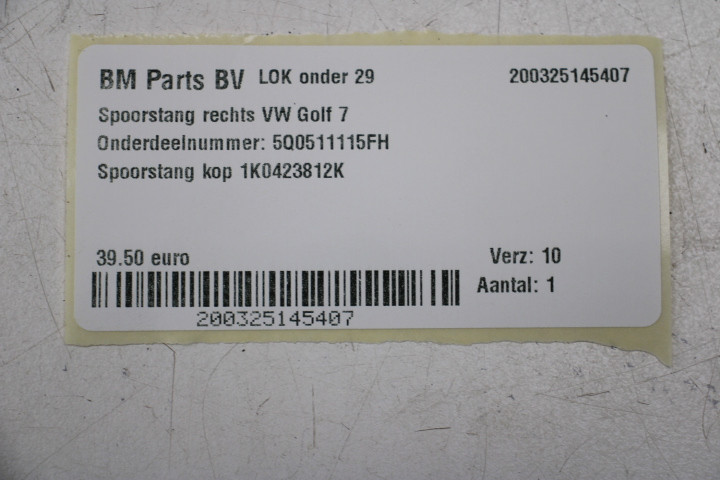 BM Parts BV LOK onder 29 200325145407
Spoorstang rechts VW Golf 7
Onderdeelnummer: 5Q0511115FH
Spoorstang kop 1K0423812K
39.50 euro Verz: 10
Aantal: 1
200325145407